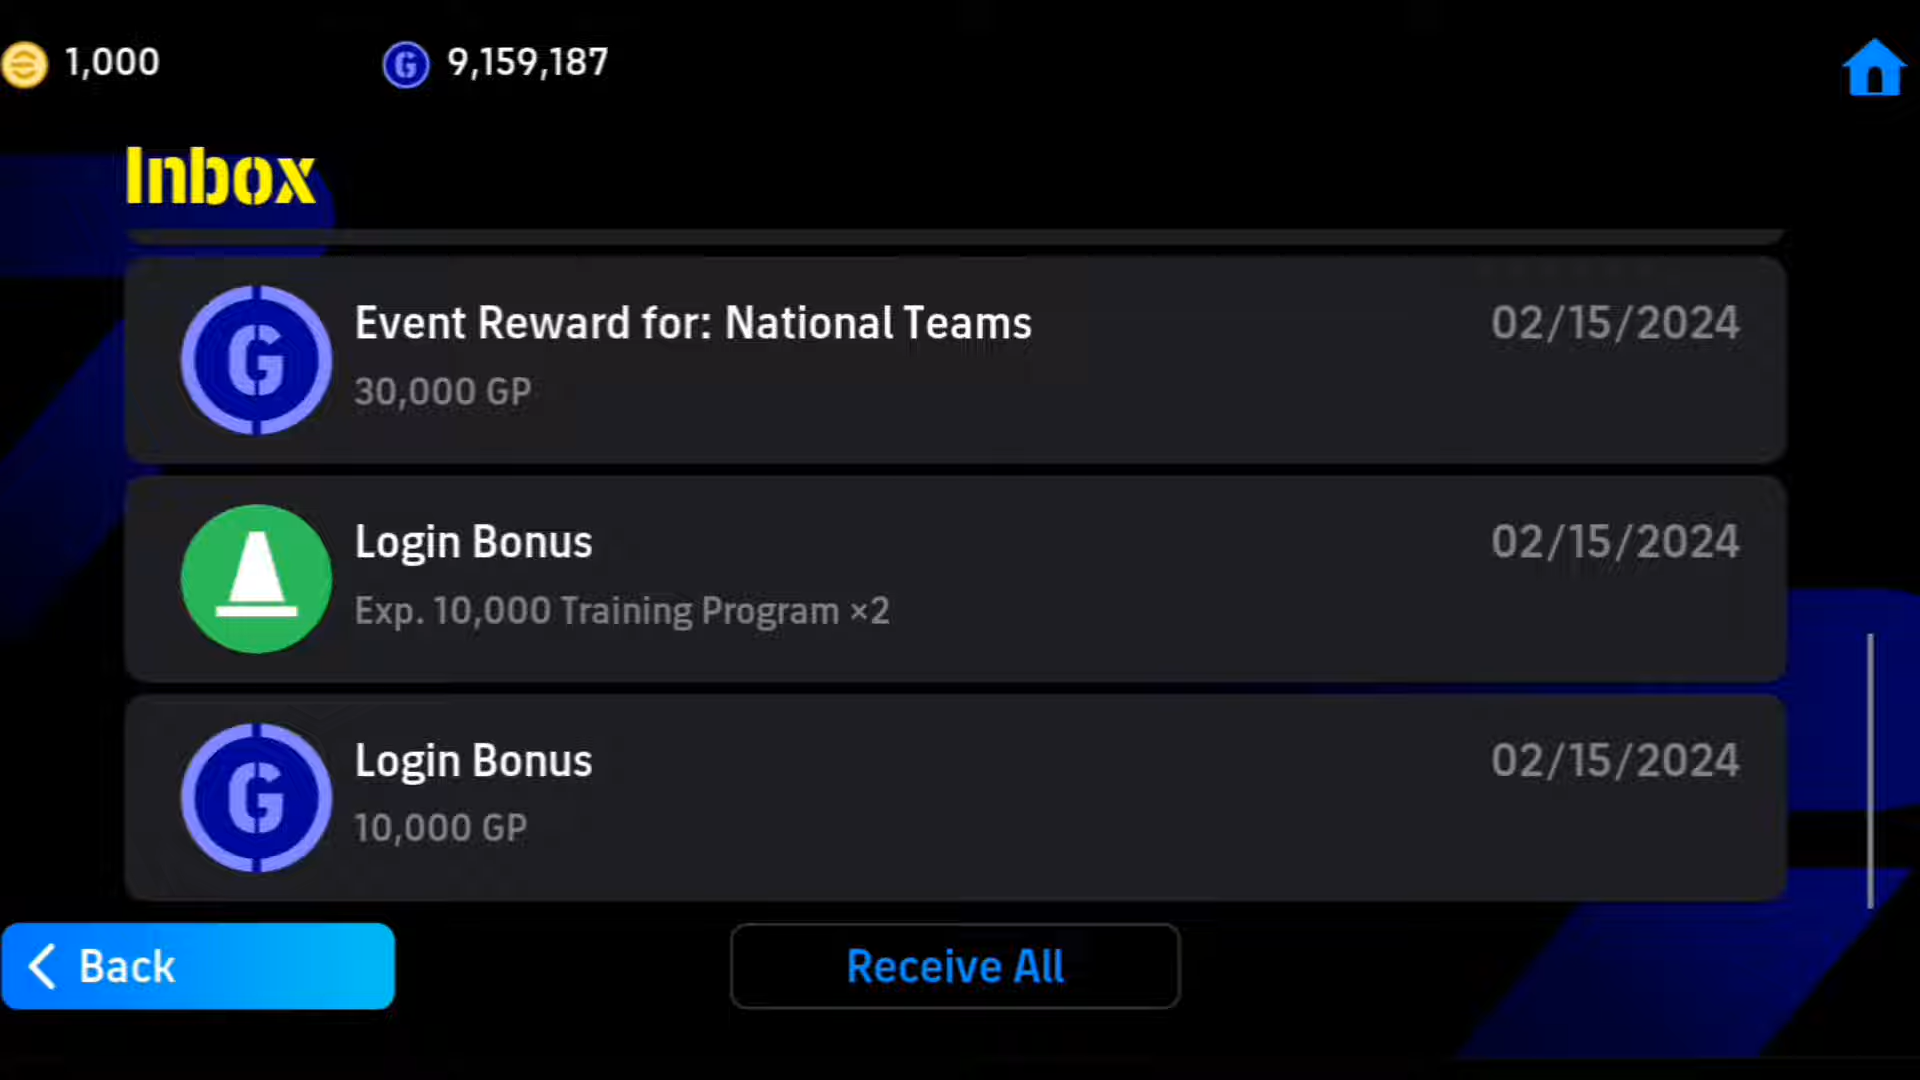 1,000
9,159,187
Inbox
Event Reward for: National Teams
02/15/2024
30,000 GP
Login Bonus
02/15/2024
Exp. 10,000 Training Program ×2
Login Bonus
02/15/2024
10,000 GP
Back
Receive All